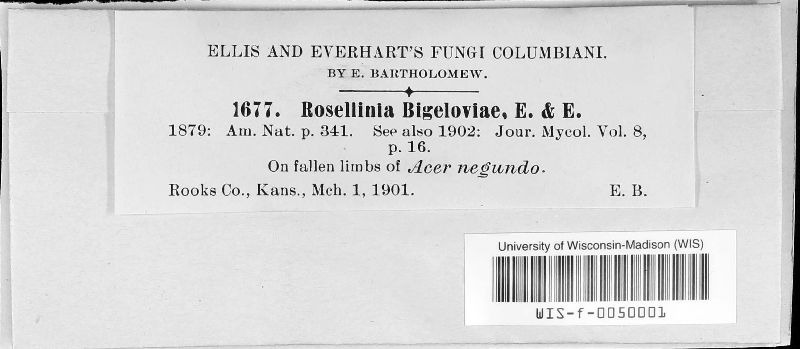 ELLIS AND EVERHART'S FUNGI COLUMBIANI.
BY E. BARTHOLOMEW.
1677. Rosellinia Bigeloviae, E. & E.
1879: Am. Nat. p. 341. See also 1902: Jour. Mycol. Vol. 8,
p. 16.
On fallen limbs of Acer negundo.
Rooks Co., Kans., Mch. 1, 1901. E. B.
University of Wisconsin-Madison (WIS)
WIS-f-0050001